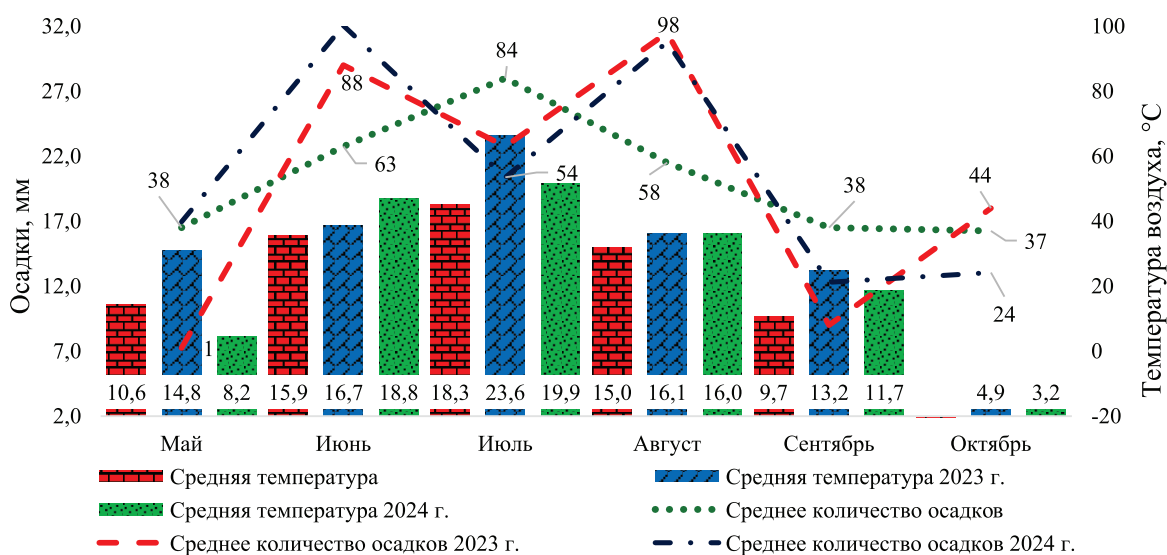 32,0
27,0
22,0
17,0
12,0
7,0
2,0
Осадки, мм
100
80
60
40
20
0
-20
Температура воздуха, °C
38
1
88
63
84
54
98
58
38
44
37
24
10,6 14,8 8,2 15,9 16,7 18,8 18,3 23,6 19,9 15,0 16,1 16,0 9,7 13,2 11,7 4,9 3,2
Май Июнь Июль Август Сентябрь Октябрь
Средняя температура
Средняя температура 2023 г.
Средняя температура 2024 г.
Среднее количество осадков
Среднее количество осадков 2023 г.
Среднее количество осадков 2024 г.